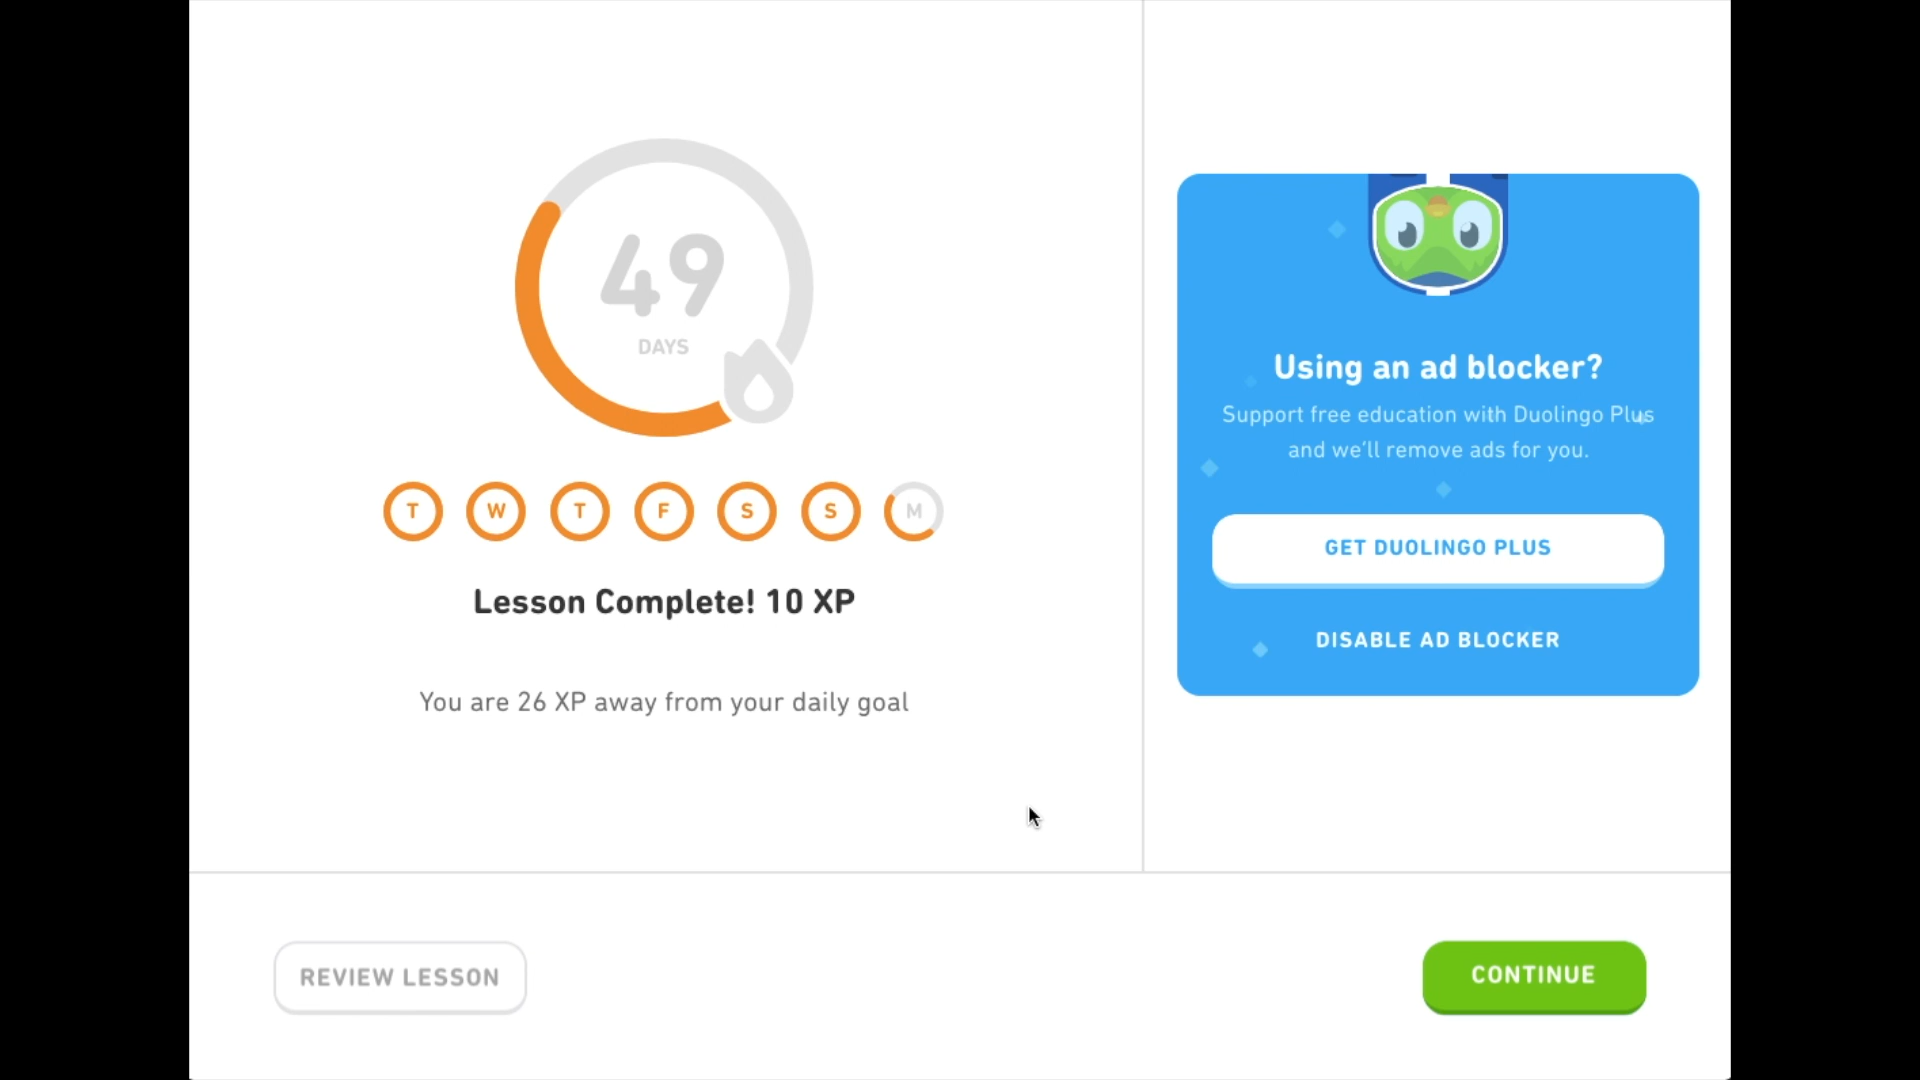 49
DAYS
T W T F S S M
Lesson Complete! 10 XP
You are 26 XP away from your daily goal
Using an ad blocker?
Support free education with Duolingo Plus
and we'll remove ads for you.
GET DUOLINGO PLUS
DISABLE AD BLOCKER
REVIEW LESSON
CONTINUE